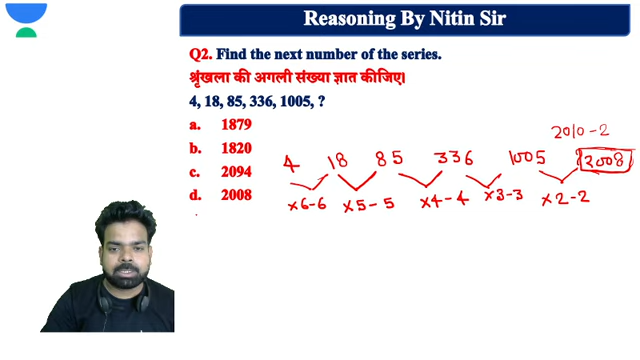 Reasoning By Nitin Sir
Q2. Find the next number of the series.
श्रृंखला की अगली संख्या ज्ञात कीजिए।
4, 18, 85, 336, 1005, ?
a. 1879
b. 1820
c. 2094
d. 2008
2010-2
4 18 85 336 1005 2008
×6-6 ×5-5 ×4-4 ×3-3 ×2-2